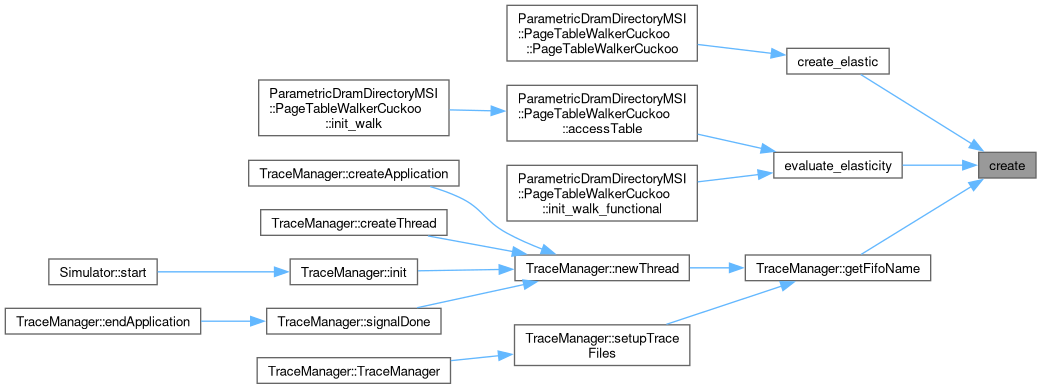 ParametricDramDirectoryMSI
::PageTableWalkerCuckoo
::PageTableWalkerCuckoo
create_elastic
ParametricDramDirectoryMSI
::PageTableWalkerCuckoo
::init_walk
ParametricDramDirectoryMSI
::PageTableWalkerCuckoo
::accessTable
evaluate_elasticity
create
TraceManager::createApplication
ParametricDramDirectoryMSI
::PageTableWalkerCuckoo
::init_walk_functional
TraceManager::createThread
Simulator::start
TraceManager::init
TraceManager::newThread
TraceManager::getFifoName
TraceManager::endApplication
TraceManager::signalDone
TraceManager::setupTrace
Files
TraceManager::TraceManager